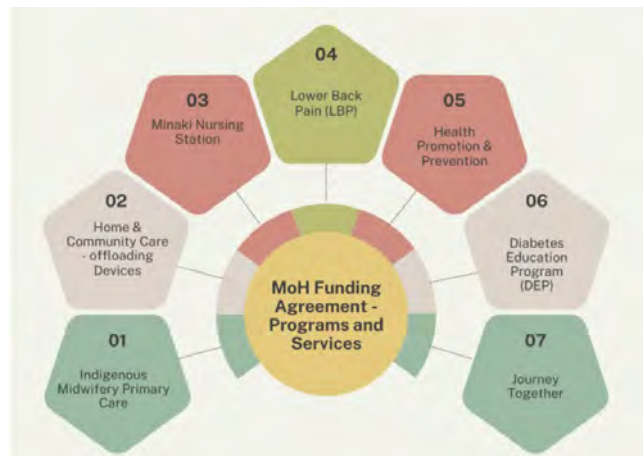 01
Indigenous
Midwifery Primary
Care
02
Home &
Community Care
- offloading
Devices
03
Minaki Nursing
Station
04
Lower Back
Pain (LBP)
05
Health
Promotion &
Prevention
06
Diabetes
Education
Program
(DEP)
07
Journey
Together
MoH Funding
Agreement -
Programs and
Services